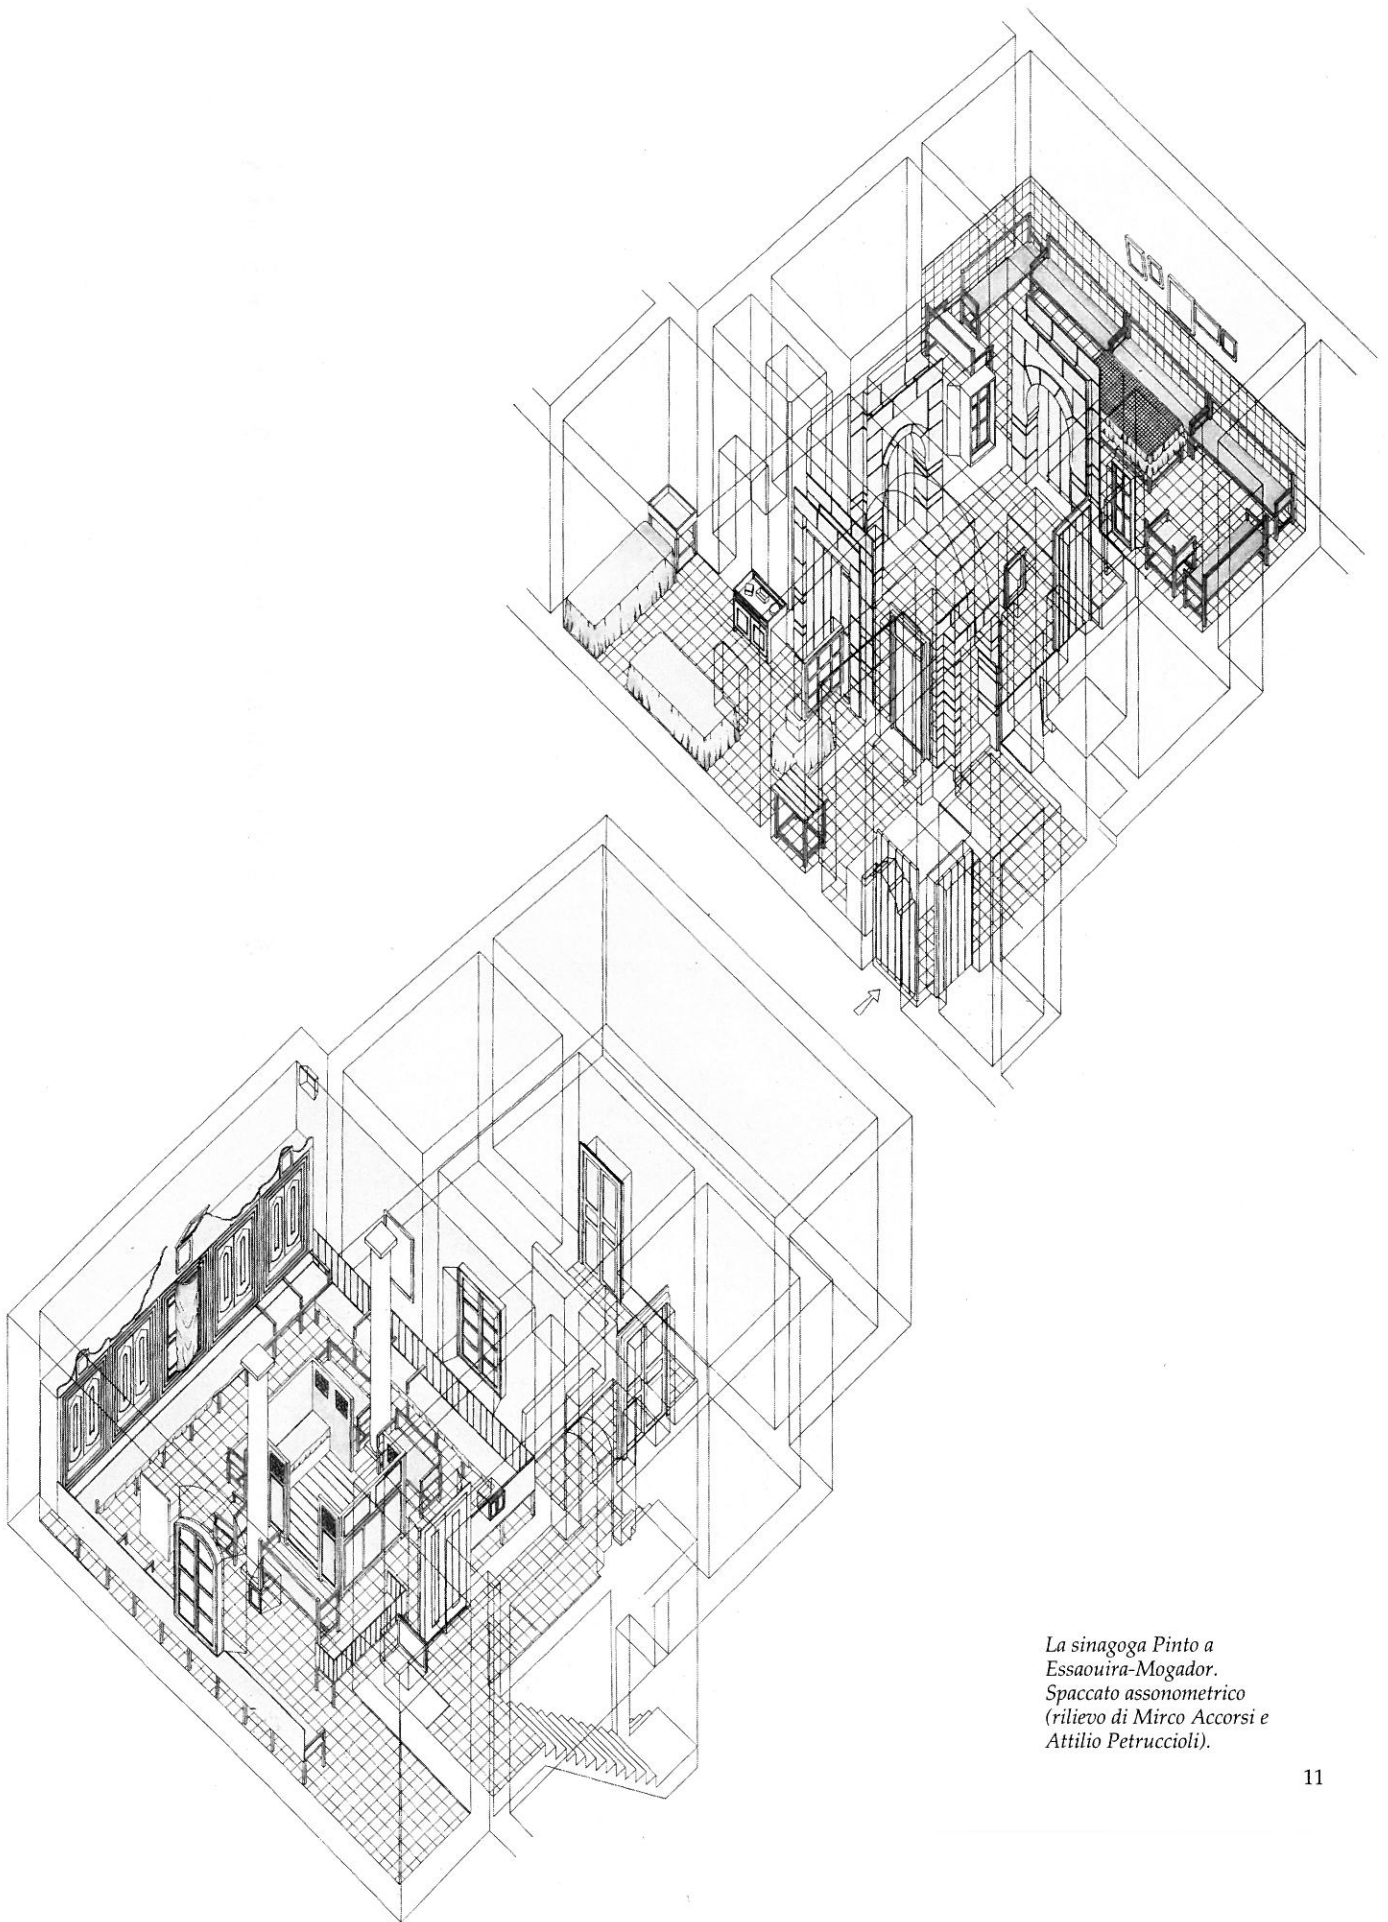 La sinagoga Pinto a
Essaouira-Mogador.
Spaccato assonometrico
(rilievo di Mirco Accorsi e
Attilio Petruccioli).
11